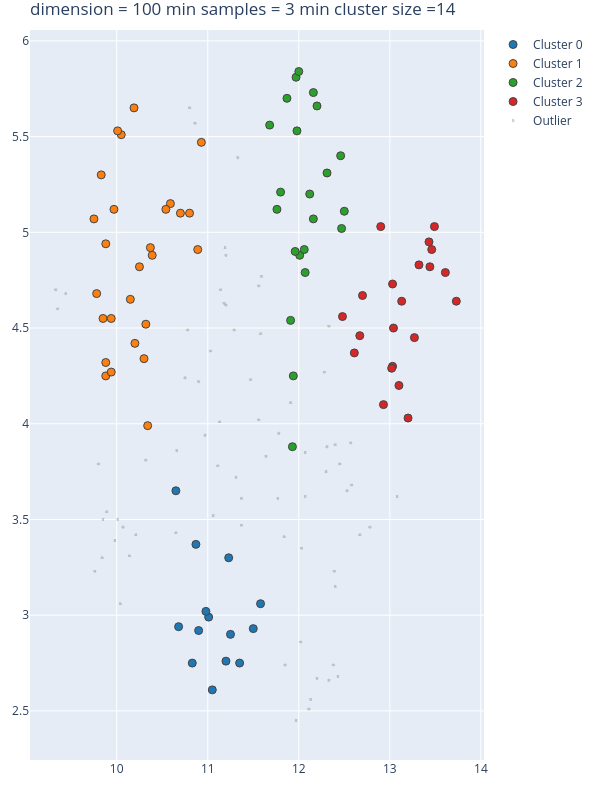 dimension = 100 min samples = 3 min cluster size =14
6
5.5
5
4.5
4
3.5
3
2.5
10
11
12
13
14
Cluster 0
Cluster 1
Cluster 2
Cluster 3
Outlier